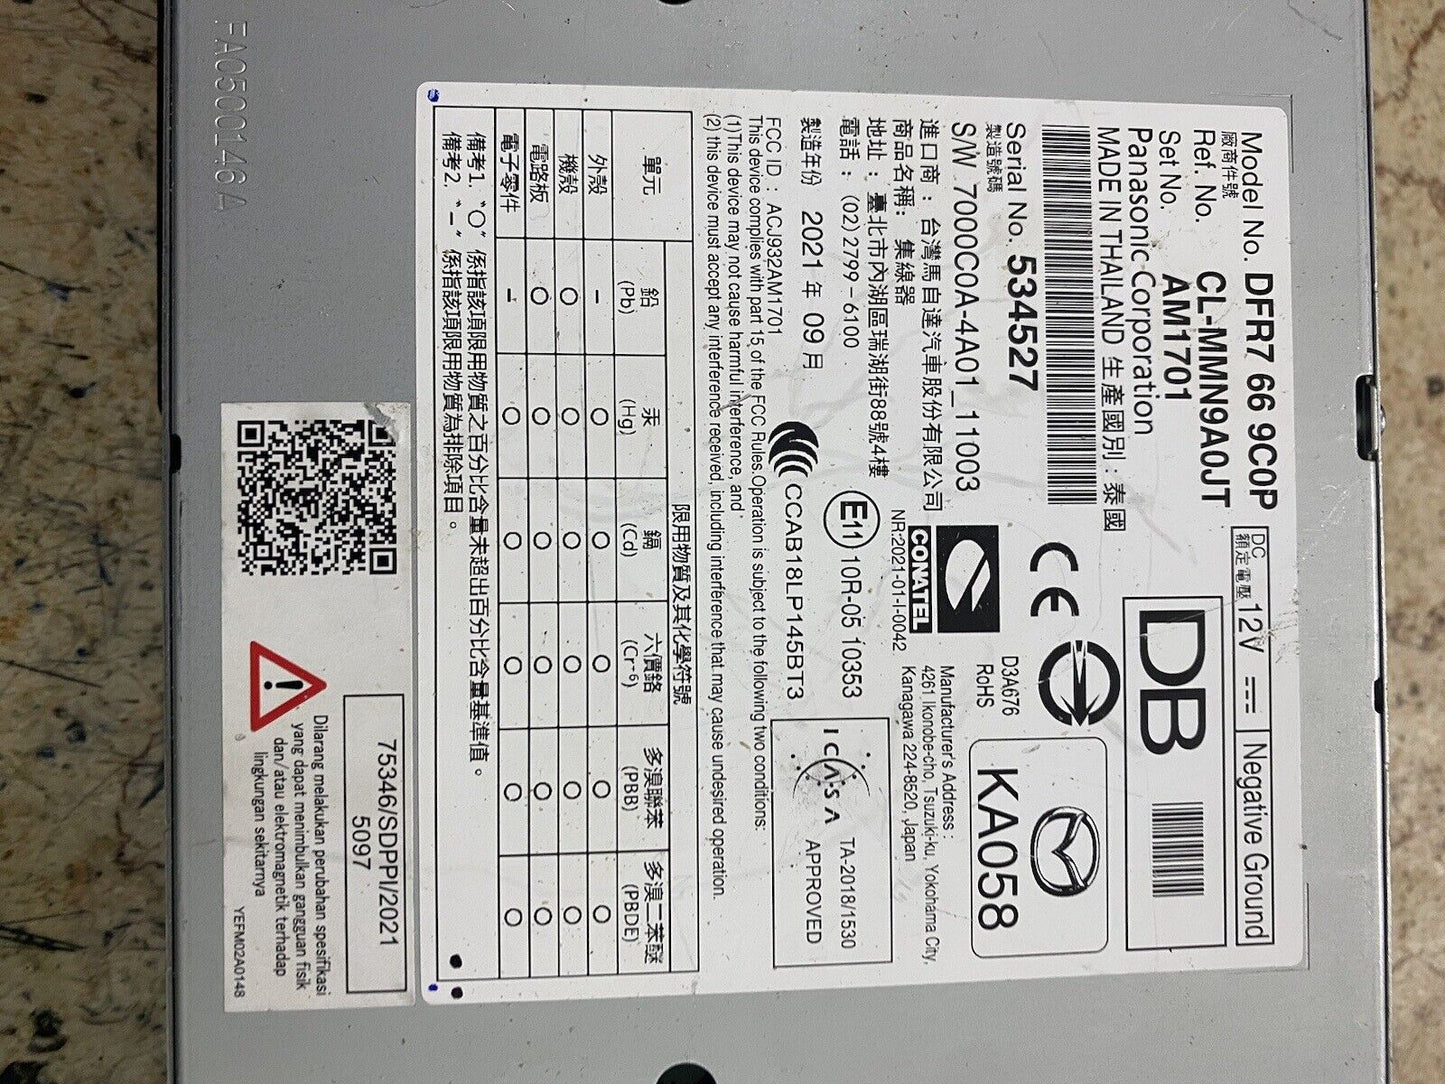 Model No. DFR7 66 9C0P
廠商件號
Ref. No. CL-MMN9A0JT
Set No. AM1701
Panasonic Corporation
MADE IN THAILAND 生產國別：泰國
DC 12V
額定電壓
Negative Ground
DB
Serial No. 534527
製造號碼
S/W 7000C0A-4A01_11003
進口商：台灣馬自達汽車股份有限公司
商品名稱：集線器
地址：臺北市內湖區瑞湖街88號4樓
電話：(02)2799-6100
製造年份 2021 年 09 月
CE
D3A676
RoHS
KA058
CONATEL
NR:2021-01-I-0042
Manufacturer's Address :
4261 Ikonobe-cho, Tsuzuki-ku, Yokohama City,
Kanagawa 224-8520, Japan
E11 10R-05 10353
CCAB18LP145BT3
ICASA
TA-2018/1530
APPROVED
FCC ID : ACJ932AM1701
This device complies with part 15 of the FCC Rules.Operation is subject to the following two conditions:
(1)This device may not cause harmful interference, and
(2) this device must accept any interference received, including interference that may cause undesired operation.
單元 限用物質及其化學符號
鉛(Pb) 汞(Hg) 鎘(Cd) 六價鉻(Cr⁺⁶) 多溴聯苯(PBB) 多溴二苯醚(PBDE)
外殼 － ○ ○ ○ ○ ○
機殼 ○ ○ ○ ○ ○ ○
電路板 ○ ○ ○ ○ ○ ○
電子零件 － ○ ○ ○ ○ ○
備考1. “○” 係指該項限用物質之百分比含量未超出百分比含量基準值。
備考2. “－” 係指該項限用物質為排除項目。
75346/SDPPI/2021
5097
Dilarang melakukan perubahan spesifikasi
yang dapat menimbulkan gangguan fisik
dan/atau elektromagnetik terhadap
lingkungan sekitarnya
YEFM02A0148
FA0500146A